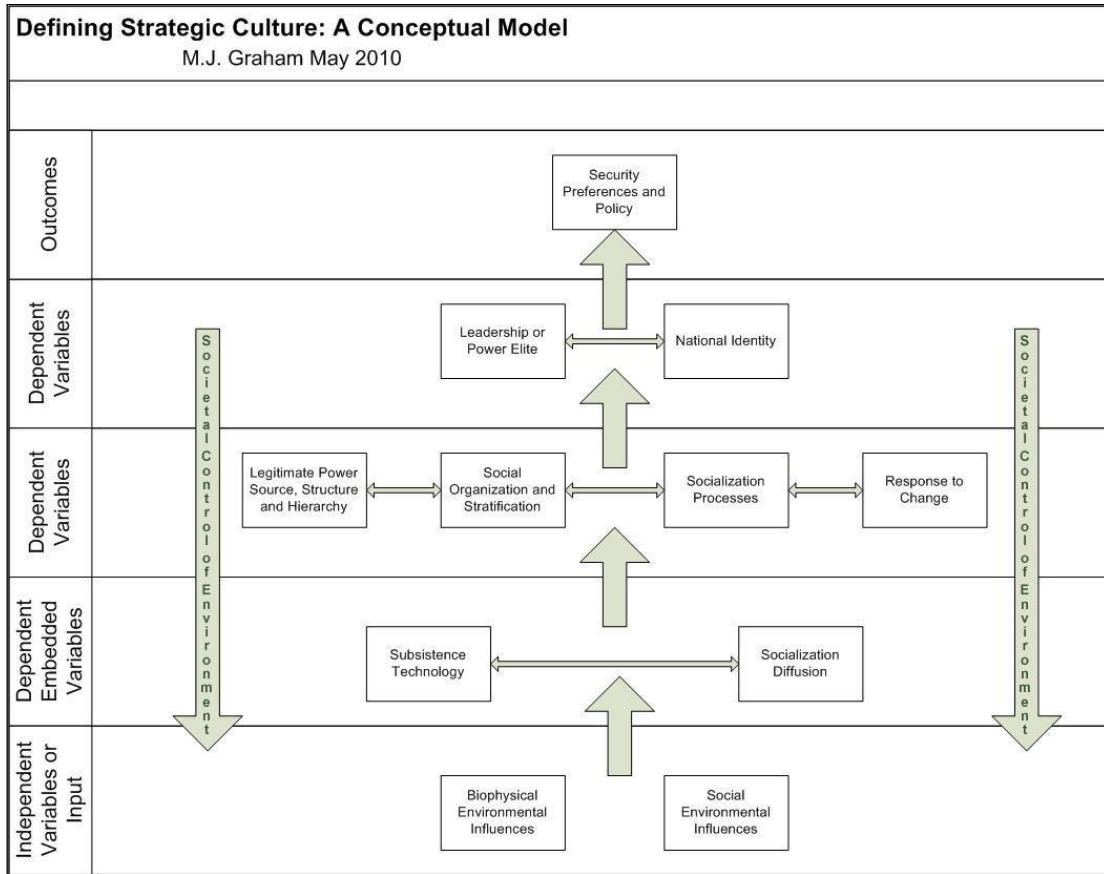 Defining Strategic Culture: A Conceptual Model
M.J. Graham May 2010
Outcomes
Security
Preferences and
Policy
Dependent
Variables
Leadership or
Power Elite
National Identity
Societal Control of Environment
Societal Control of Environment
Dependent
Variables
Legitimate Power
Source, Structure
and Hierarchy
Social
Organization and
Stratification
Socialization
Processes
Response to
Change
Dependent
Embedded
Variables
Subsistence
Technology
Socialization
Diffusion
Independent
Variables or
Input
Biophysical
Environmental
Influences
Social
Environmental
Influences